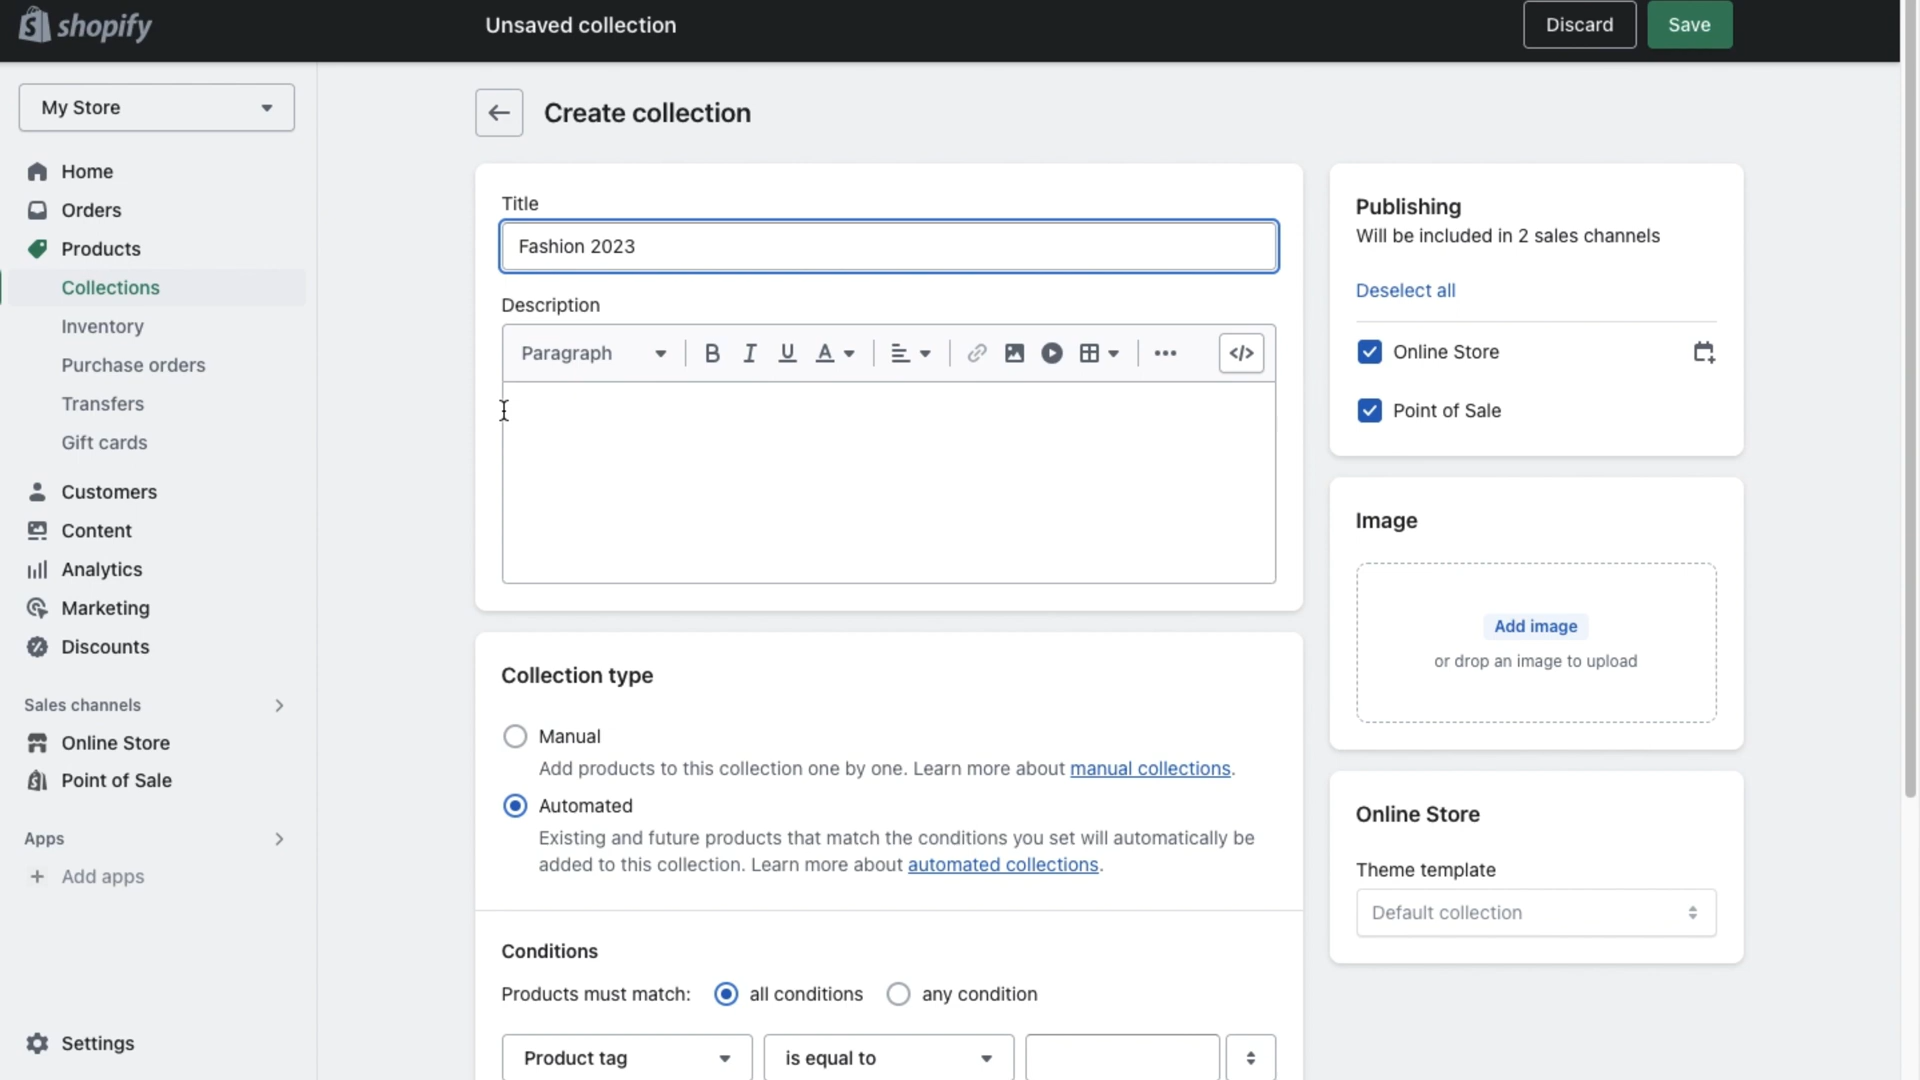 shopify
Unsaved collection
Discard
Save
My Store
Home
Orders
Products
Collections
Inventory
Purchase orders
Transfers
Gift cards
Customers
Content
Analytics
Marketing
Discounts
Sales channels
Online Store
Point of Sale
Apps
Add apps
Settings
Create collection
Title
Fashion 2023
Description
Paragraph
B I U A </>
Collection type
Manual
Add products to this collection one by one. Learn more about manual collections.
Automated
Existing and future products that match the conditions you set will automatically be
added to this collection. Learn more about automated collections.
Conditions
Products must match: all conditions any condition
Product tag is equal to
Publishing
Will be included in 2 sales channels
Deselect all
Online Store
Point of Sale
Image
Add image
or drop an image to upload
Online Store
Theme template
Default collection